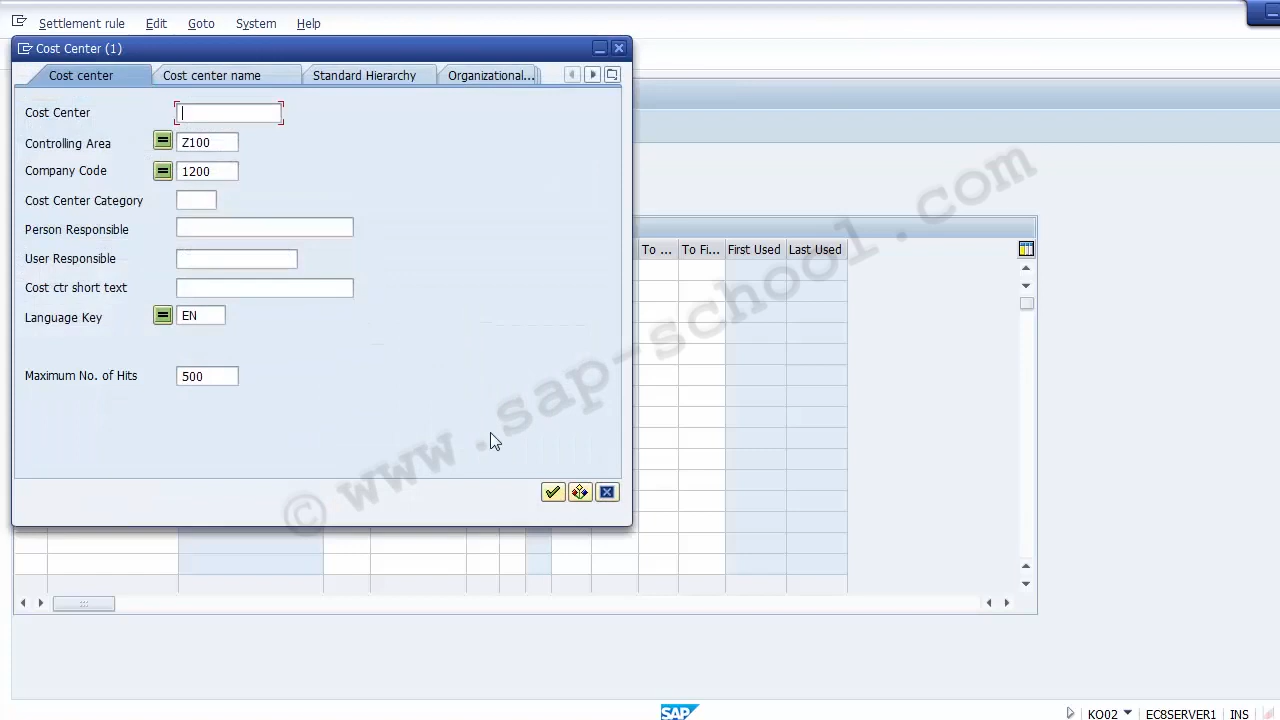 Settlement rule Edit Goto System Help
Cost Center (1)
Cost center Cost center name Standard Hierarchy Organizational...
Cost Center
Controlling Area Z100
Company Code 1200
Cost Center Category
Person Responsible
User Responsible
Cost ctr short text
Language Key EN
Maximum No. of Hits 500
To ... To Fi... First Used Last Used
© www.sap-school.com
SAP
KO02 EC8SERVER1 INS